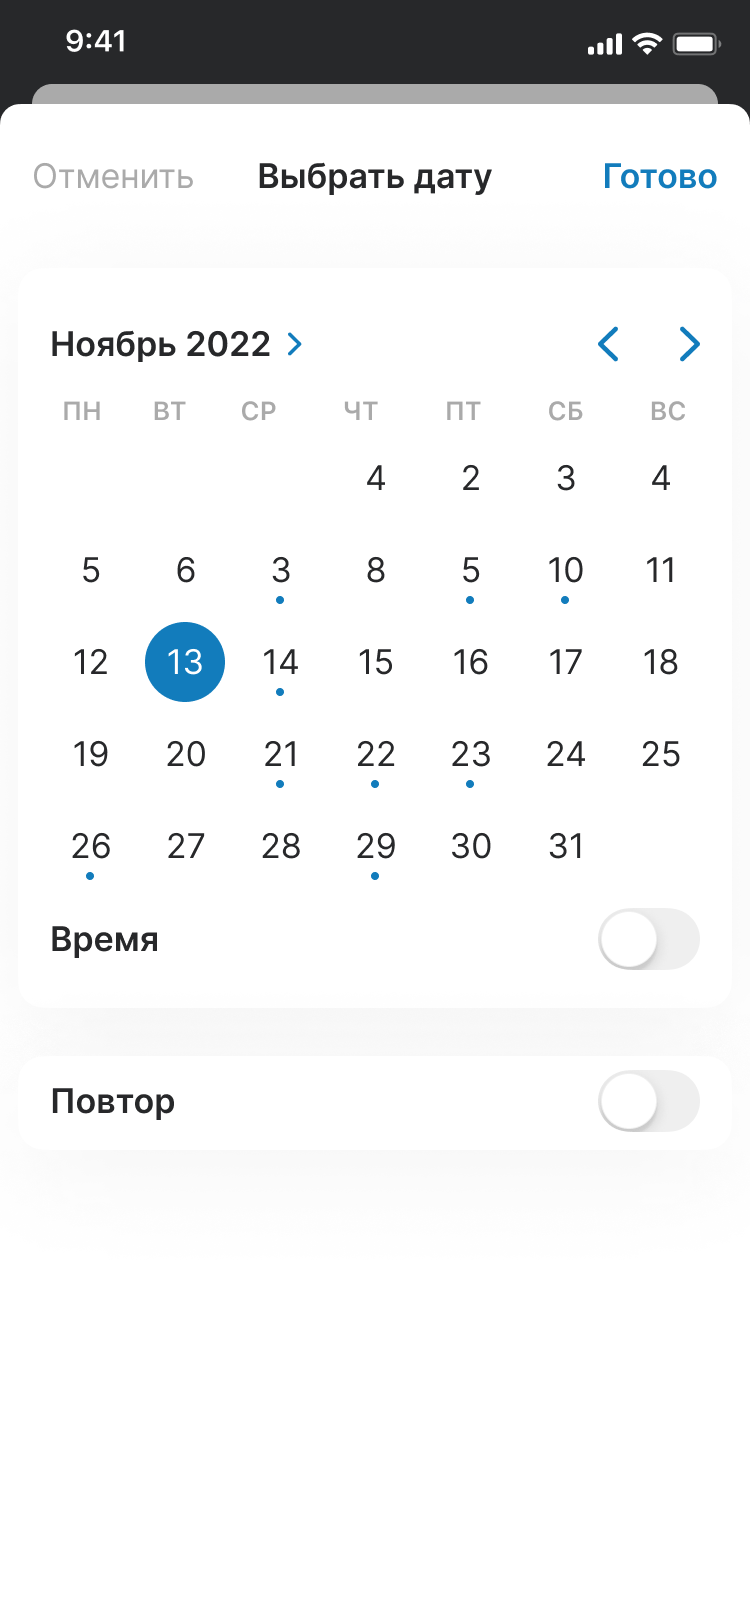 9:41
Отменить Выбрать дату Готово
Ноябрь 2022
ПН ВТ СР ЧТ ПТ СБ ВС
4 2 3 4
5 6 3 8 5 10 11
12 13 14 15 16 17 18
19 20 21 22 23 24 25
26 27 28 29 30 31
Время
Повтор